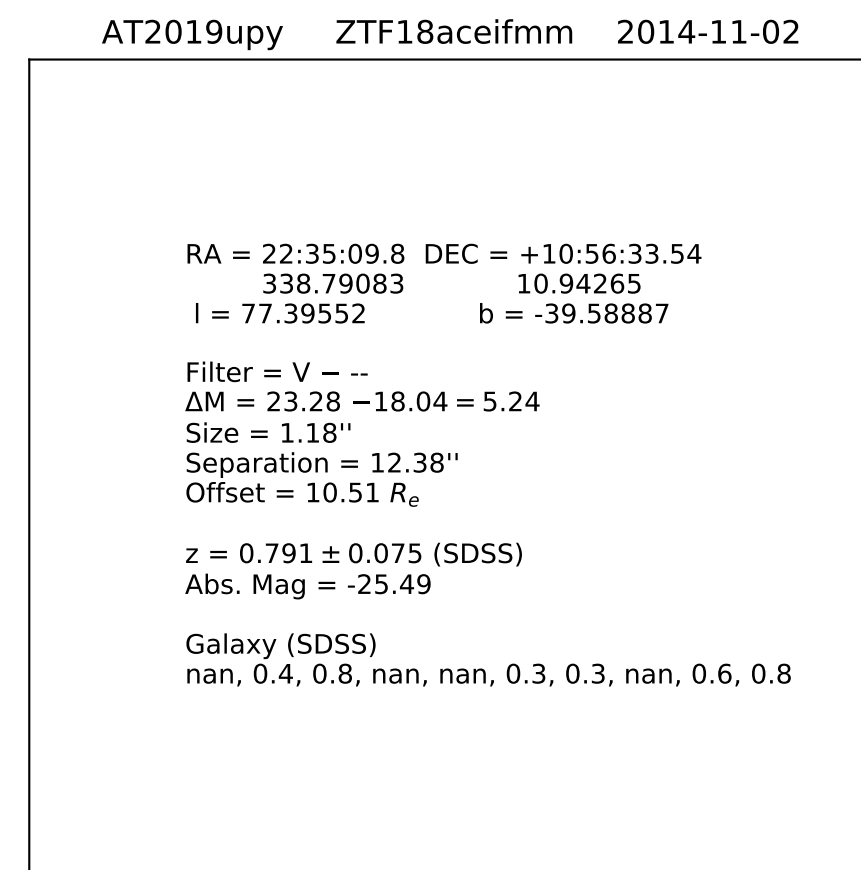 AT2019upy ZTF18aceifmm 2014-11-02
RA = 22:35:09.8 DEC = +10:56:33.54
338.79083 10.94265
l = 77.39552 b = -39.58887
Filter = V − --
ΔM = 23.28 −18.04 = 5.24
Size = 1.18''
Separation = 12.38''
Offset = 10.51 Rₑ
z = 0.791 ± 0.075 (SDSS)
Abs. Mag = -25.49
Galaxy (SDSS)
nan, 0.4, 0.8, nan, nan, 0.3, 0.3, nan, 0.6, 0.8